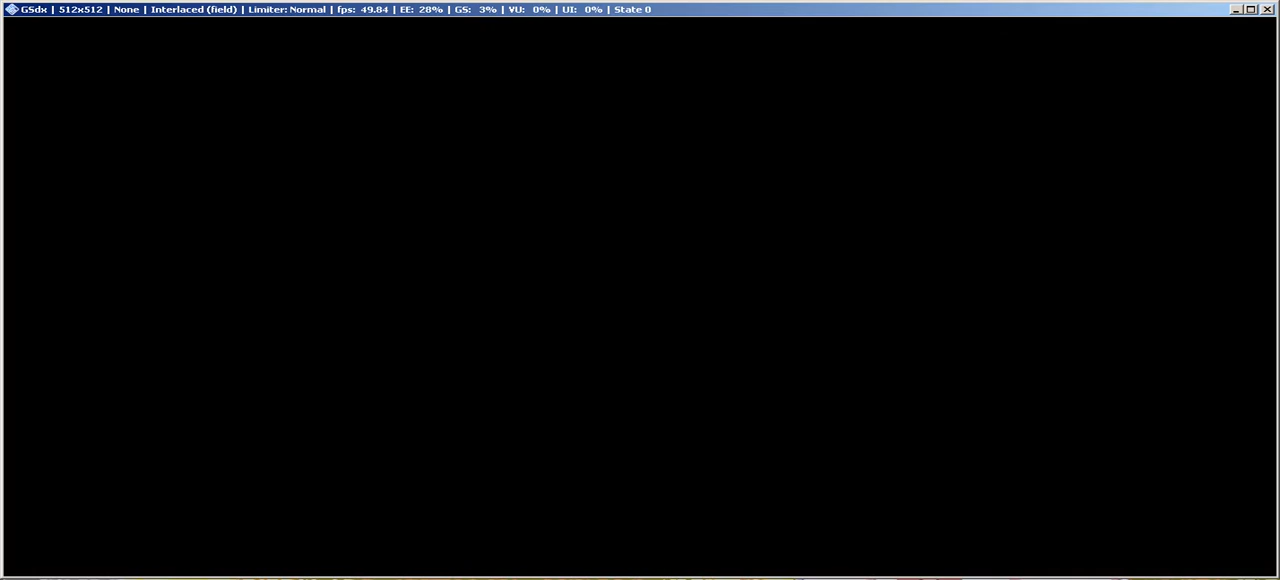 GSdx | 512x512 | None | Interlaced (field) | Limiter: Normal | fps: 49.84 | EE: 28% | GS: 3% | VU: 0% | UI: 0% | State 0